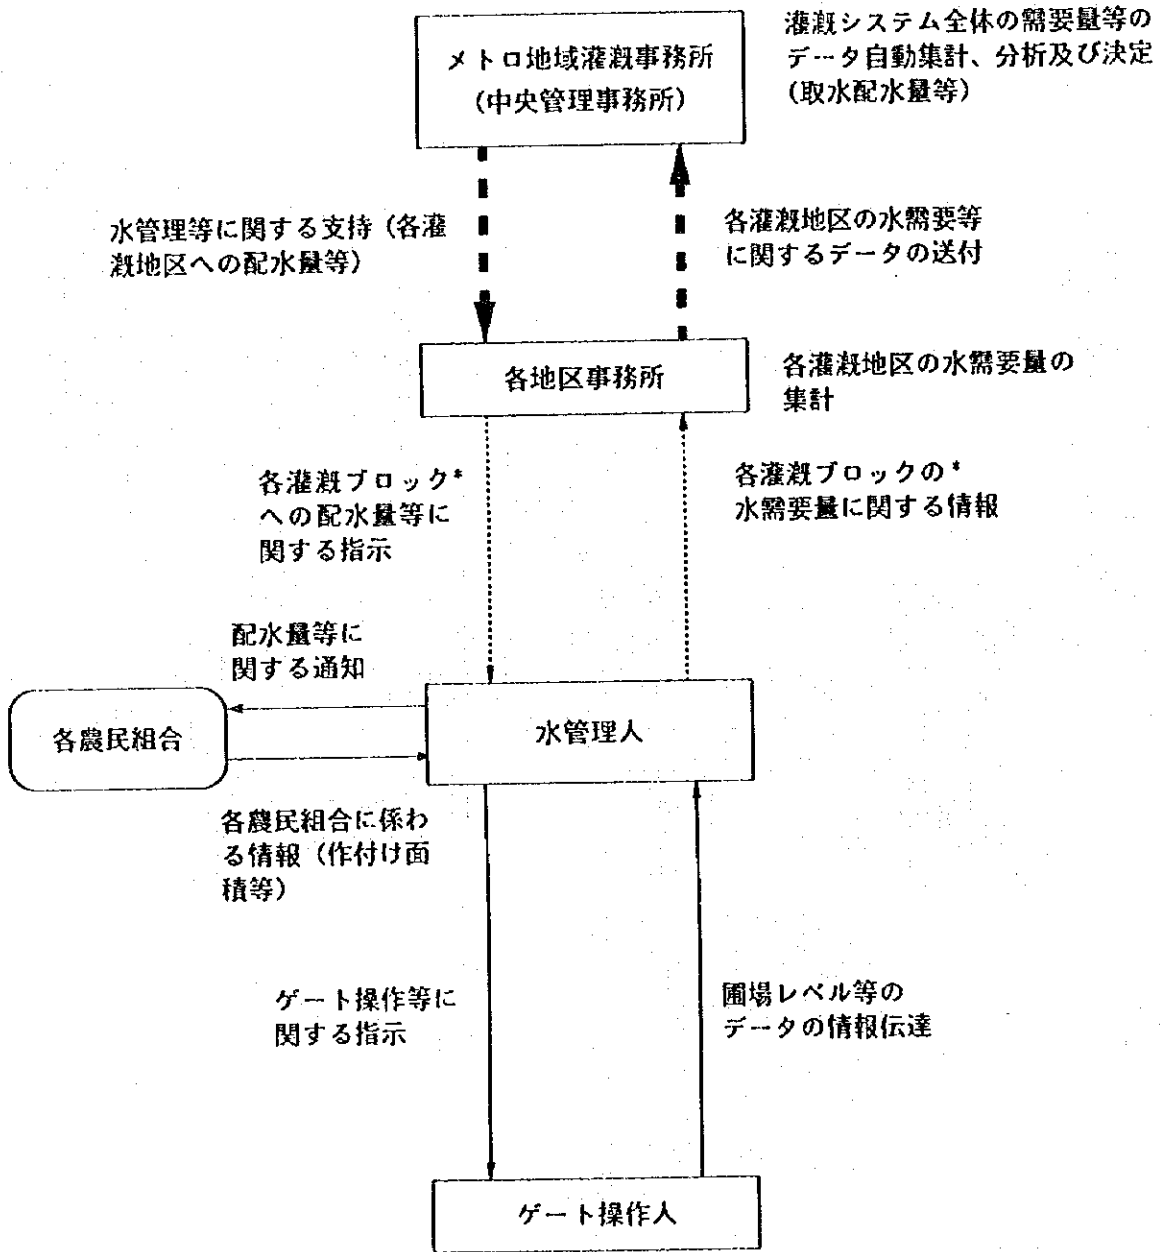 メトロ地域灌漑事務所
(中央管理事務所)
灌漑システム全体の需要量等の
データ自動集計、分析及び決定
(取水配水量等)
水管理等に関する支持(各灌
漑地区への配水量等)
各灌漑地区の水需要等
に関するデータの送付
各地区事務所
各灌漑地区の水需要量の
集計
各灌漑ブロック*
への配水量等に
関する指示
各灌漑ブロックの*
水需要量に関する情報
配水量等に
関する通知
各農民組合
水管理人
各農民組合に係わ
る情報(作付け面
積等)
ゲート操作等に
関する指示
圃場レベル等の
データの情報伝達
ゲート操作人